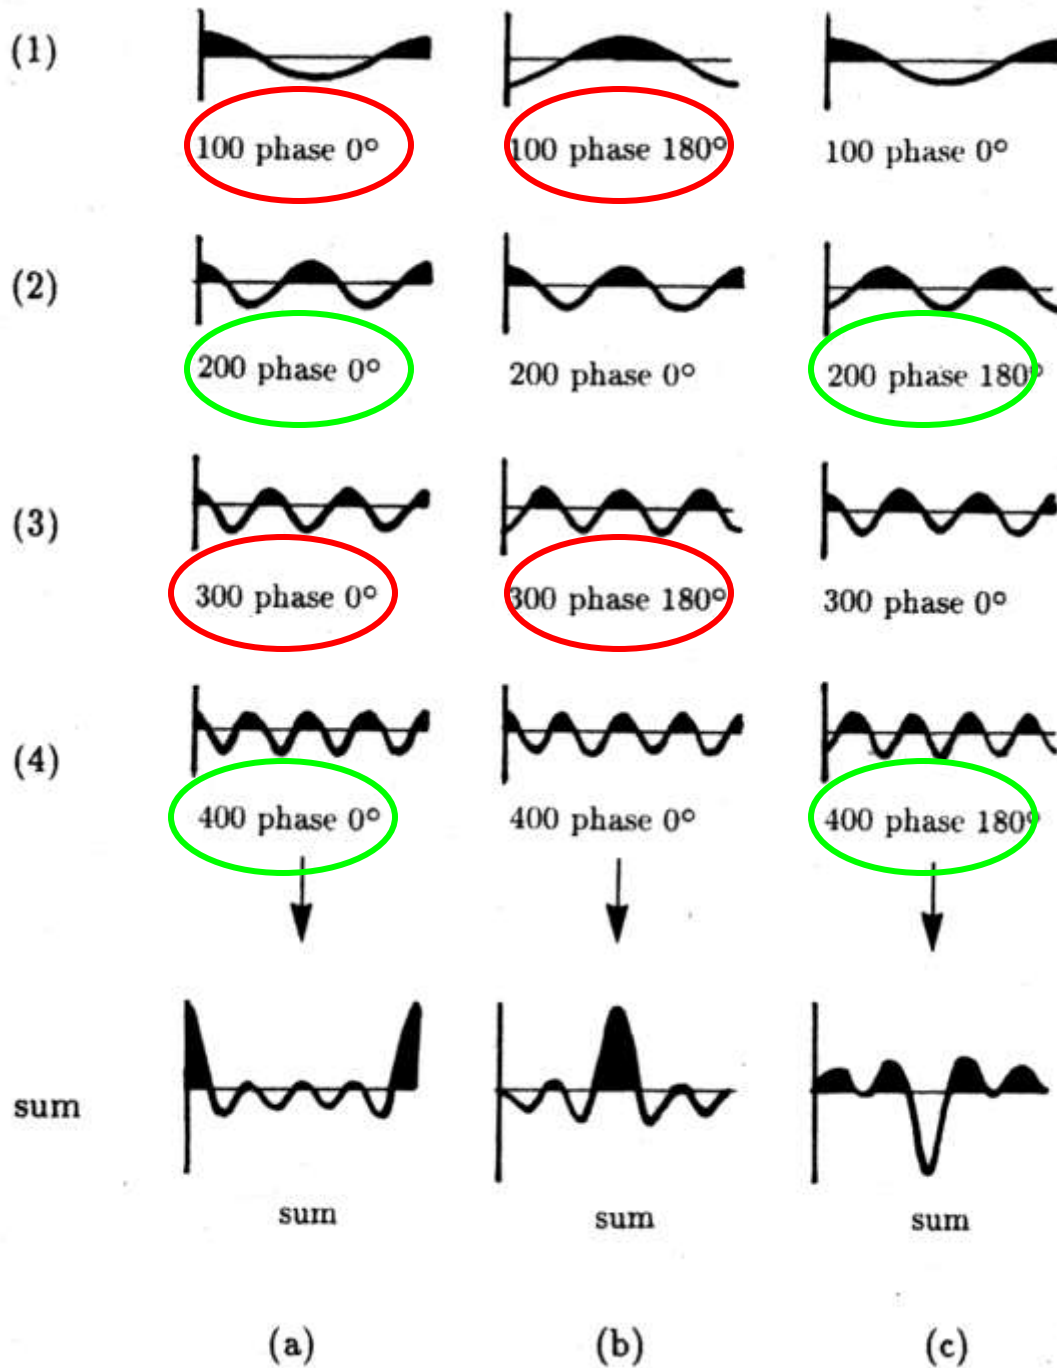 (1)
100 phase 0° 100 phase 180° 100 phase 0°
(2)
200 phase 0° 200 phase 0° 200 phase 180°
(3)
300 phase 0° 300 phase 180° 300 phase 0°
(4)
400 phase 0° 400 phase 0° 400 phase 180°
sum
sum sum sum
(a) (b) (c)